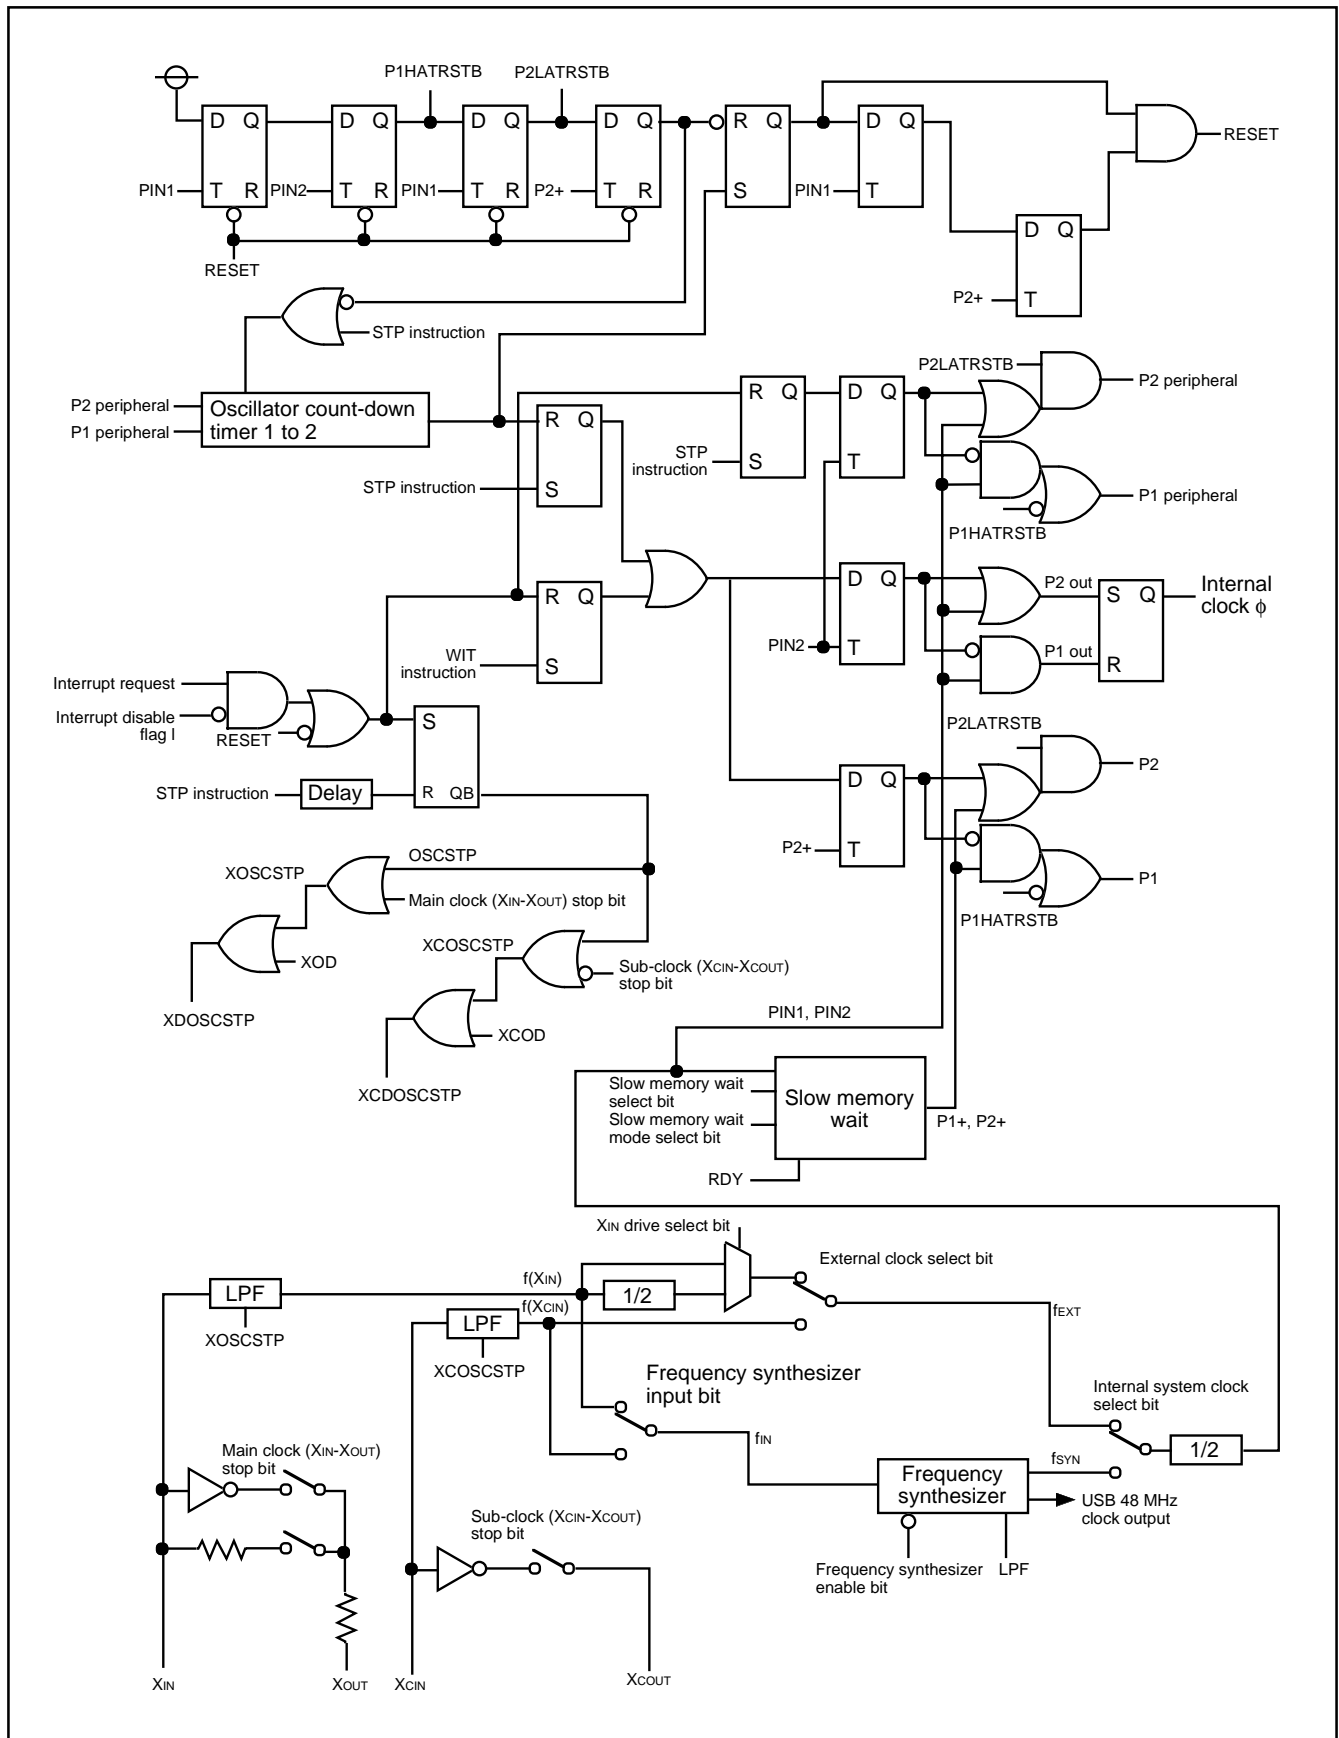 P1HATRSTB
P2LATRSTB
D Q
T R
D Q
T R
D Q
T R
D Q
T R
R Q
S
D Q
T
RESET
PIN1
PIN2
PIN1
P2+
PIN1
RESET
D Q
T
P2+
STP instruction
P2 peripheral
P1 peripheral
Oscillator count-down
timer 1 to 2
R Q
S
STP instruction
R Q
S
STP
instruction
D Q
T
P2LATRSTB
P2 peripheral
P1 peripheral
P1HATRSTB
R Q
S
WIT
instruction
D Q
T
PIN2
P2 out
P1 out
S Q
R
Internal
clock ϕ
Interrupt request
Interrupt disable
flag I
RESET
S
R QB
STP instruction
Delay
D Q
T
P2+
P2LATRSTB
P2
P1
P1HATRSTB
OSCSTP
XOSCSTP
Main clock (XIN-XOUT) stop bit
XOD
XDOSCSTP
XCOSCSTP
Sub-clock (XCIN-XCOUT)
stop bit
XCOD
XCDOSCSTP
PIN1, PIN2
Slow memory wait
select bit
Slow memory wait
mode select bit
Slow memory
wait
P1+, P2+
RDY
XIN drive select bit
External clock select bit
LPF
XOSCSTP
f(XIN)
1/2
f(XCIN)
LPF
XCOSCSTP
fEXT
Frequency synthesizer
input bit
fIN
Internal system clock
select bit
1/2
fSYN
Frequency
synthesizer
USB 48 MHz
clock output
Frequency synthesizer
enable bit
LPF
Main clock (XIN-XOUT)
stop bit
Sub-clock (XCIN-XCOUT)
stop bit
XIN
XOUT
XCIN
XCOUT